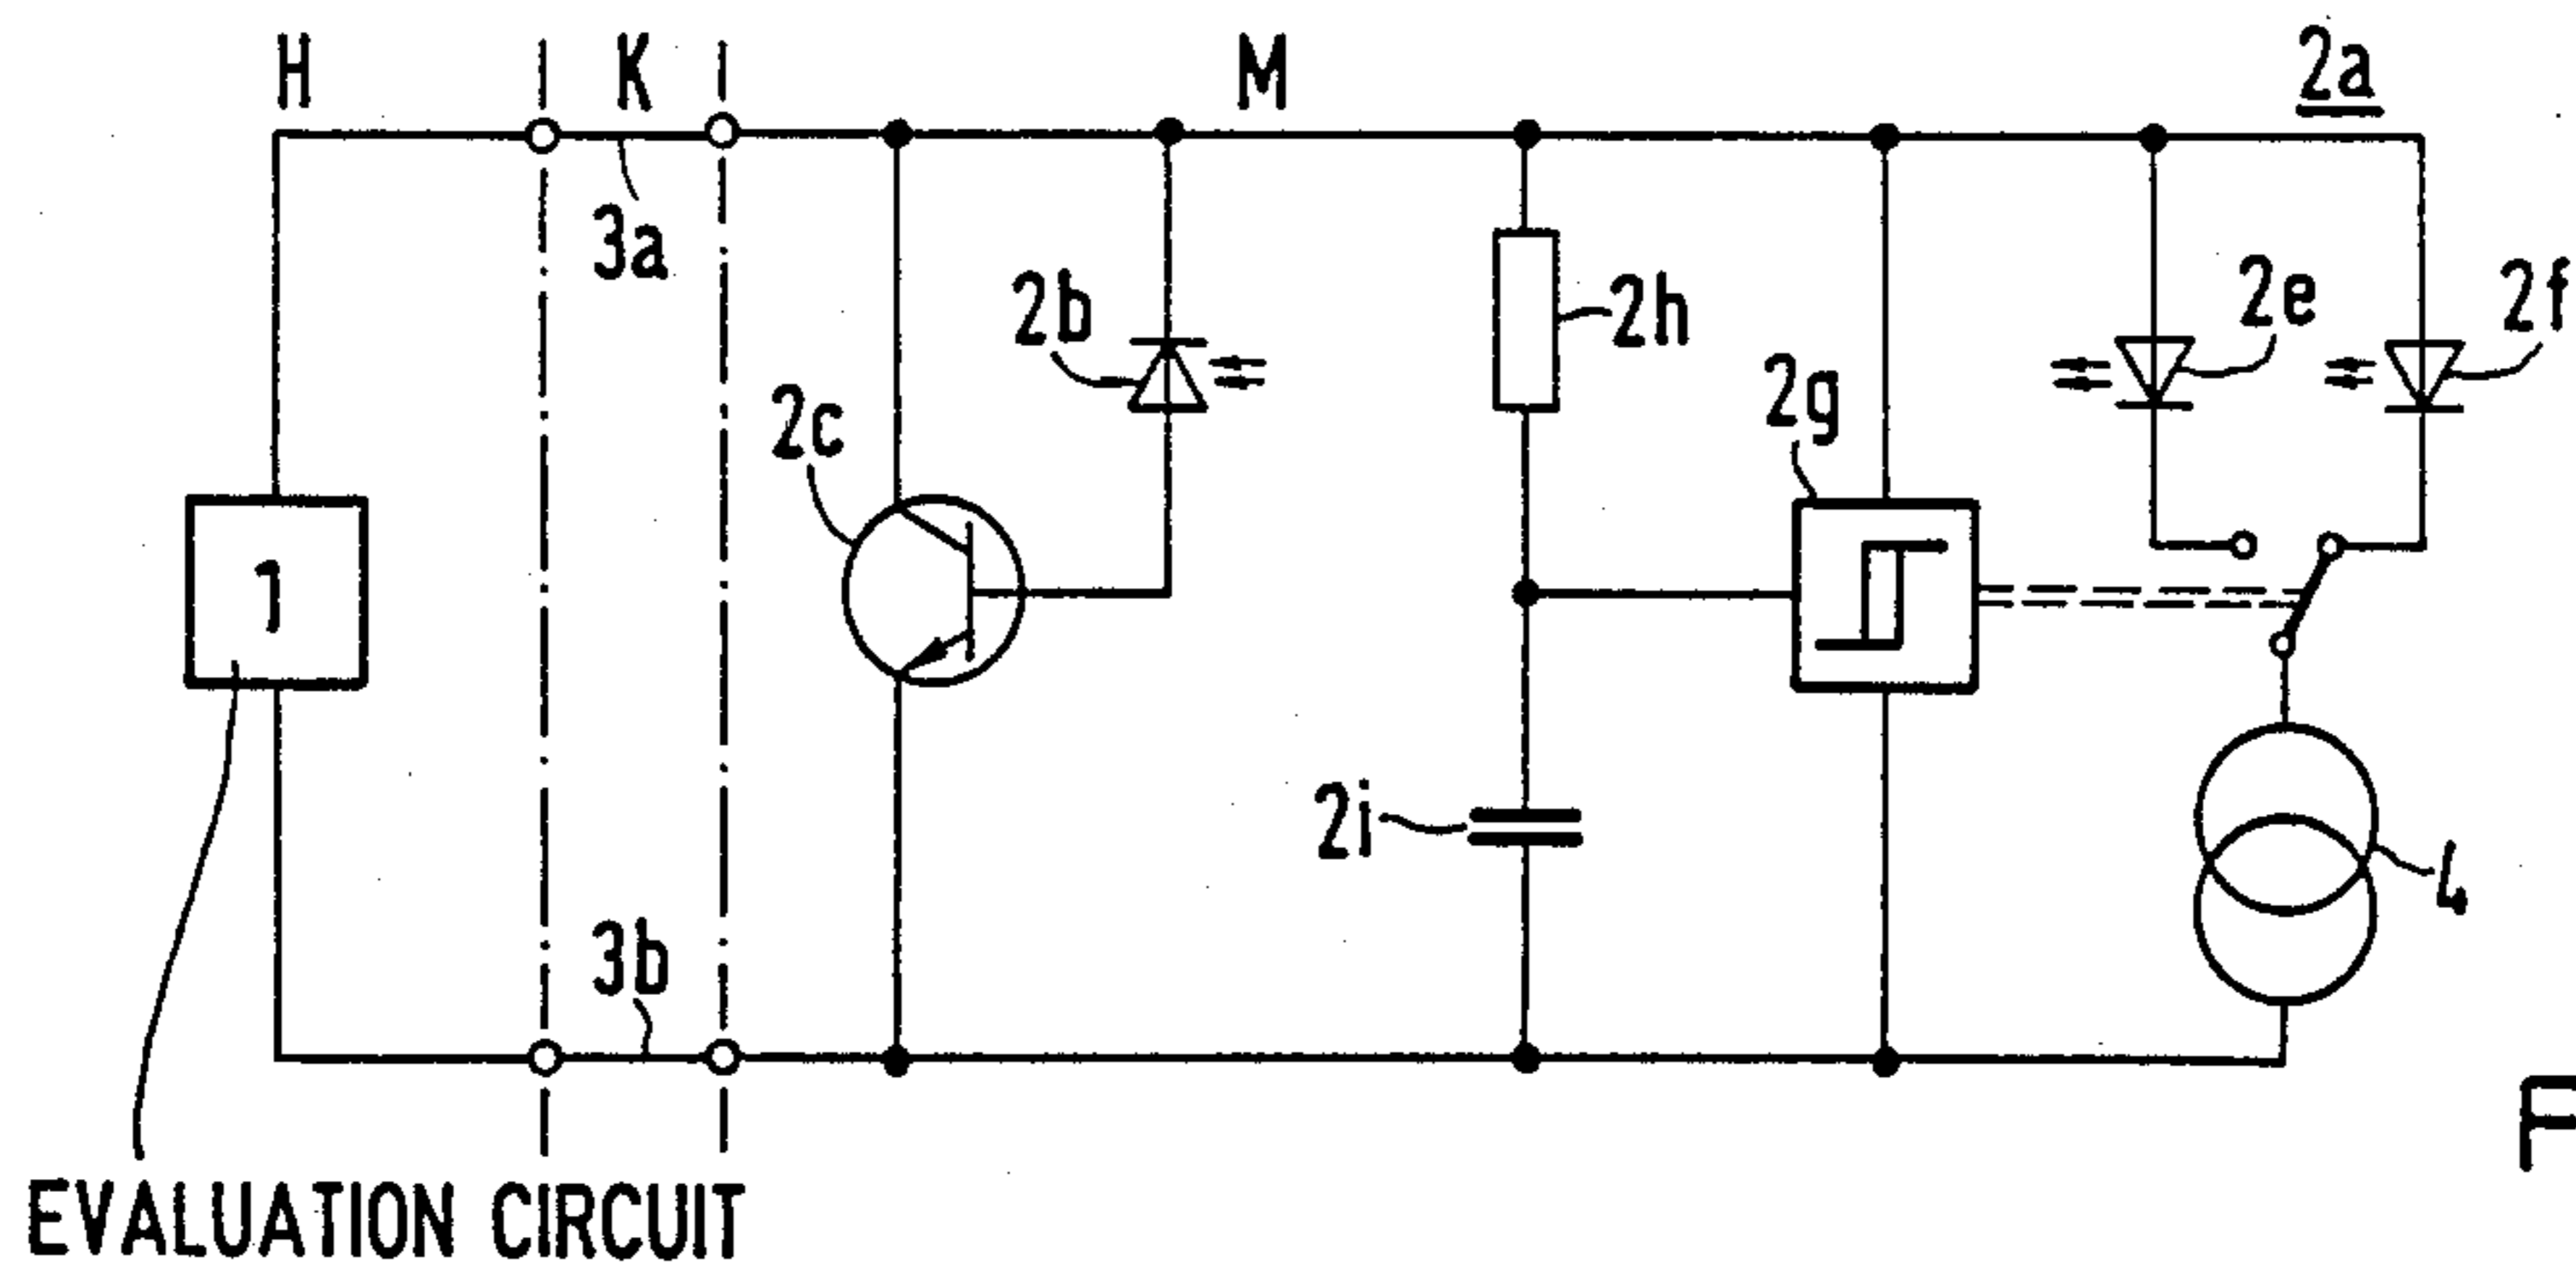 H K M 2a
3a
2b 2h 2e 2f
2c 2g
1
2i 4
3b
F
EVALUATION CIRCUIT